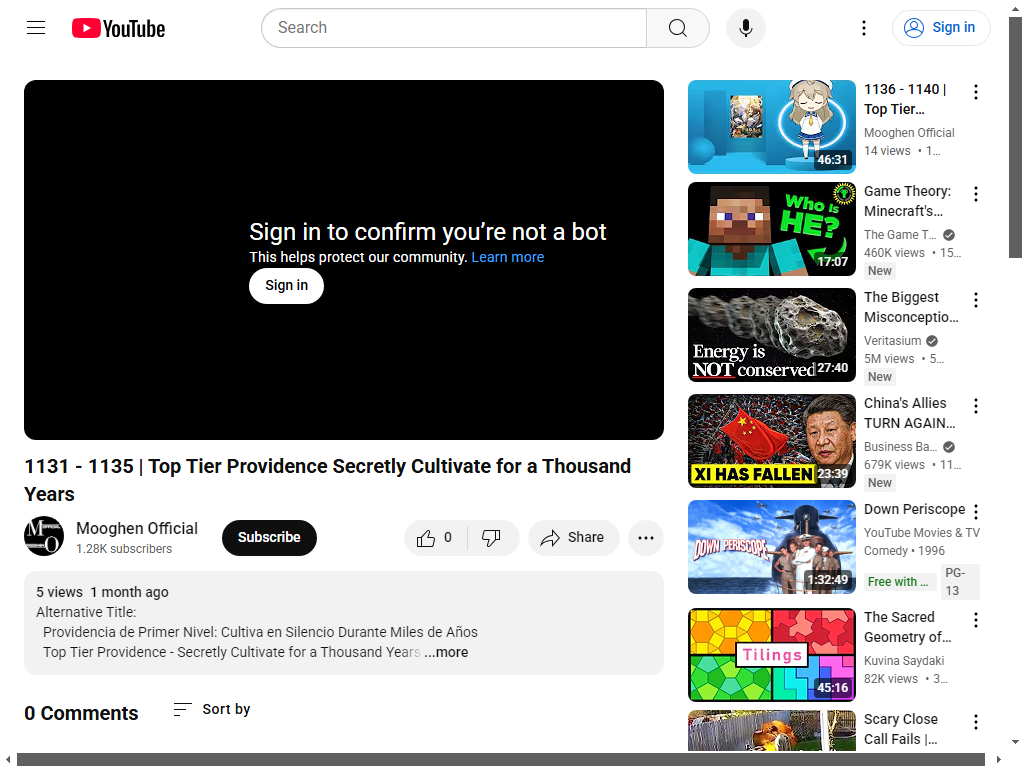 YouTube
Search
Sign in
Sign in to confirm you’re not a bot
This helps protect our community. Learn more
Sign in
1131 - 1135 | Top Tier Providence Secretly Cultivate for a Thousand
Years
Mooghen Official
1.28K subscribers
Subscribe
0
Share
5 views 1 month ago
Alternative Title:
Providencia de Primer Nivel: Cultiva en Silencio Durante Miles de Años
Top Tier Providence - Secretly Cultivate for a Thousand Years ...more
0 Comments
Sort by
46:31
1136 - 1140 |
Top Tier...
Mooghen Official
14 views • 1...
Who is
HE?
17:07
Game Theory:
Minecraft's...
The Game T...
460K views • 15...
New
Energy is
NOT conserved
27:40
The Biggest
Misconceptio...
Veritasium
5M views • 5...
New
XI HAS FALLEN
23:39
China's Allies
TURN AGAIN...
Business Ba...
679K views • 11...
New
DOWN PERISCOPE
1:32:49
Down Periscope
YouTube Movies & TV
Comedy • 1996
Free with ...
PG-
13
Tilings
45:16
The Sacred
Geometry of...
Kuvina Saydaki
82K views • 3...
Scary Close
Call Fails |...